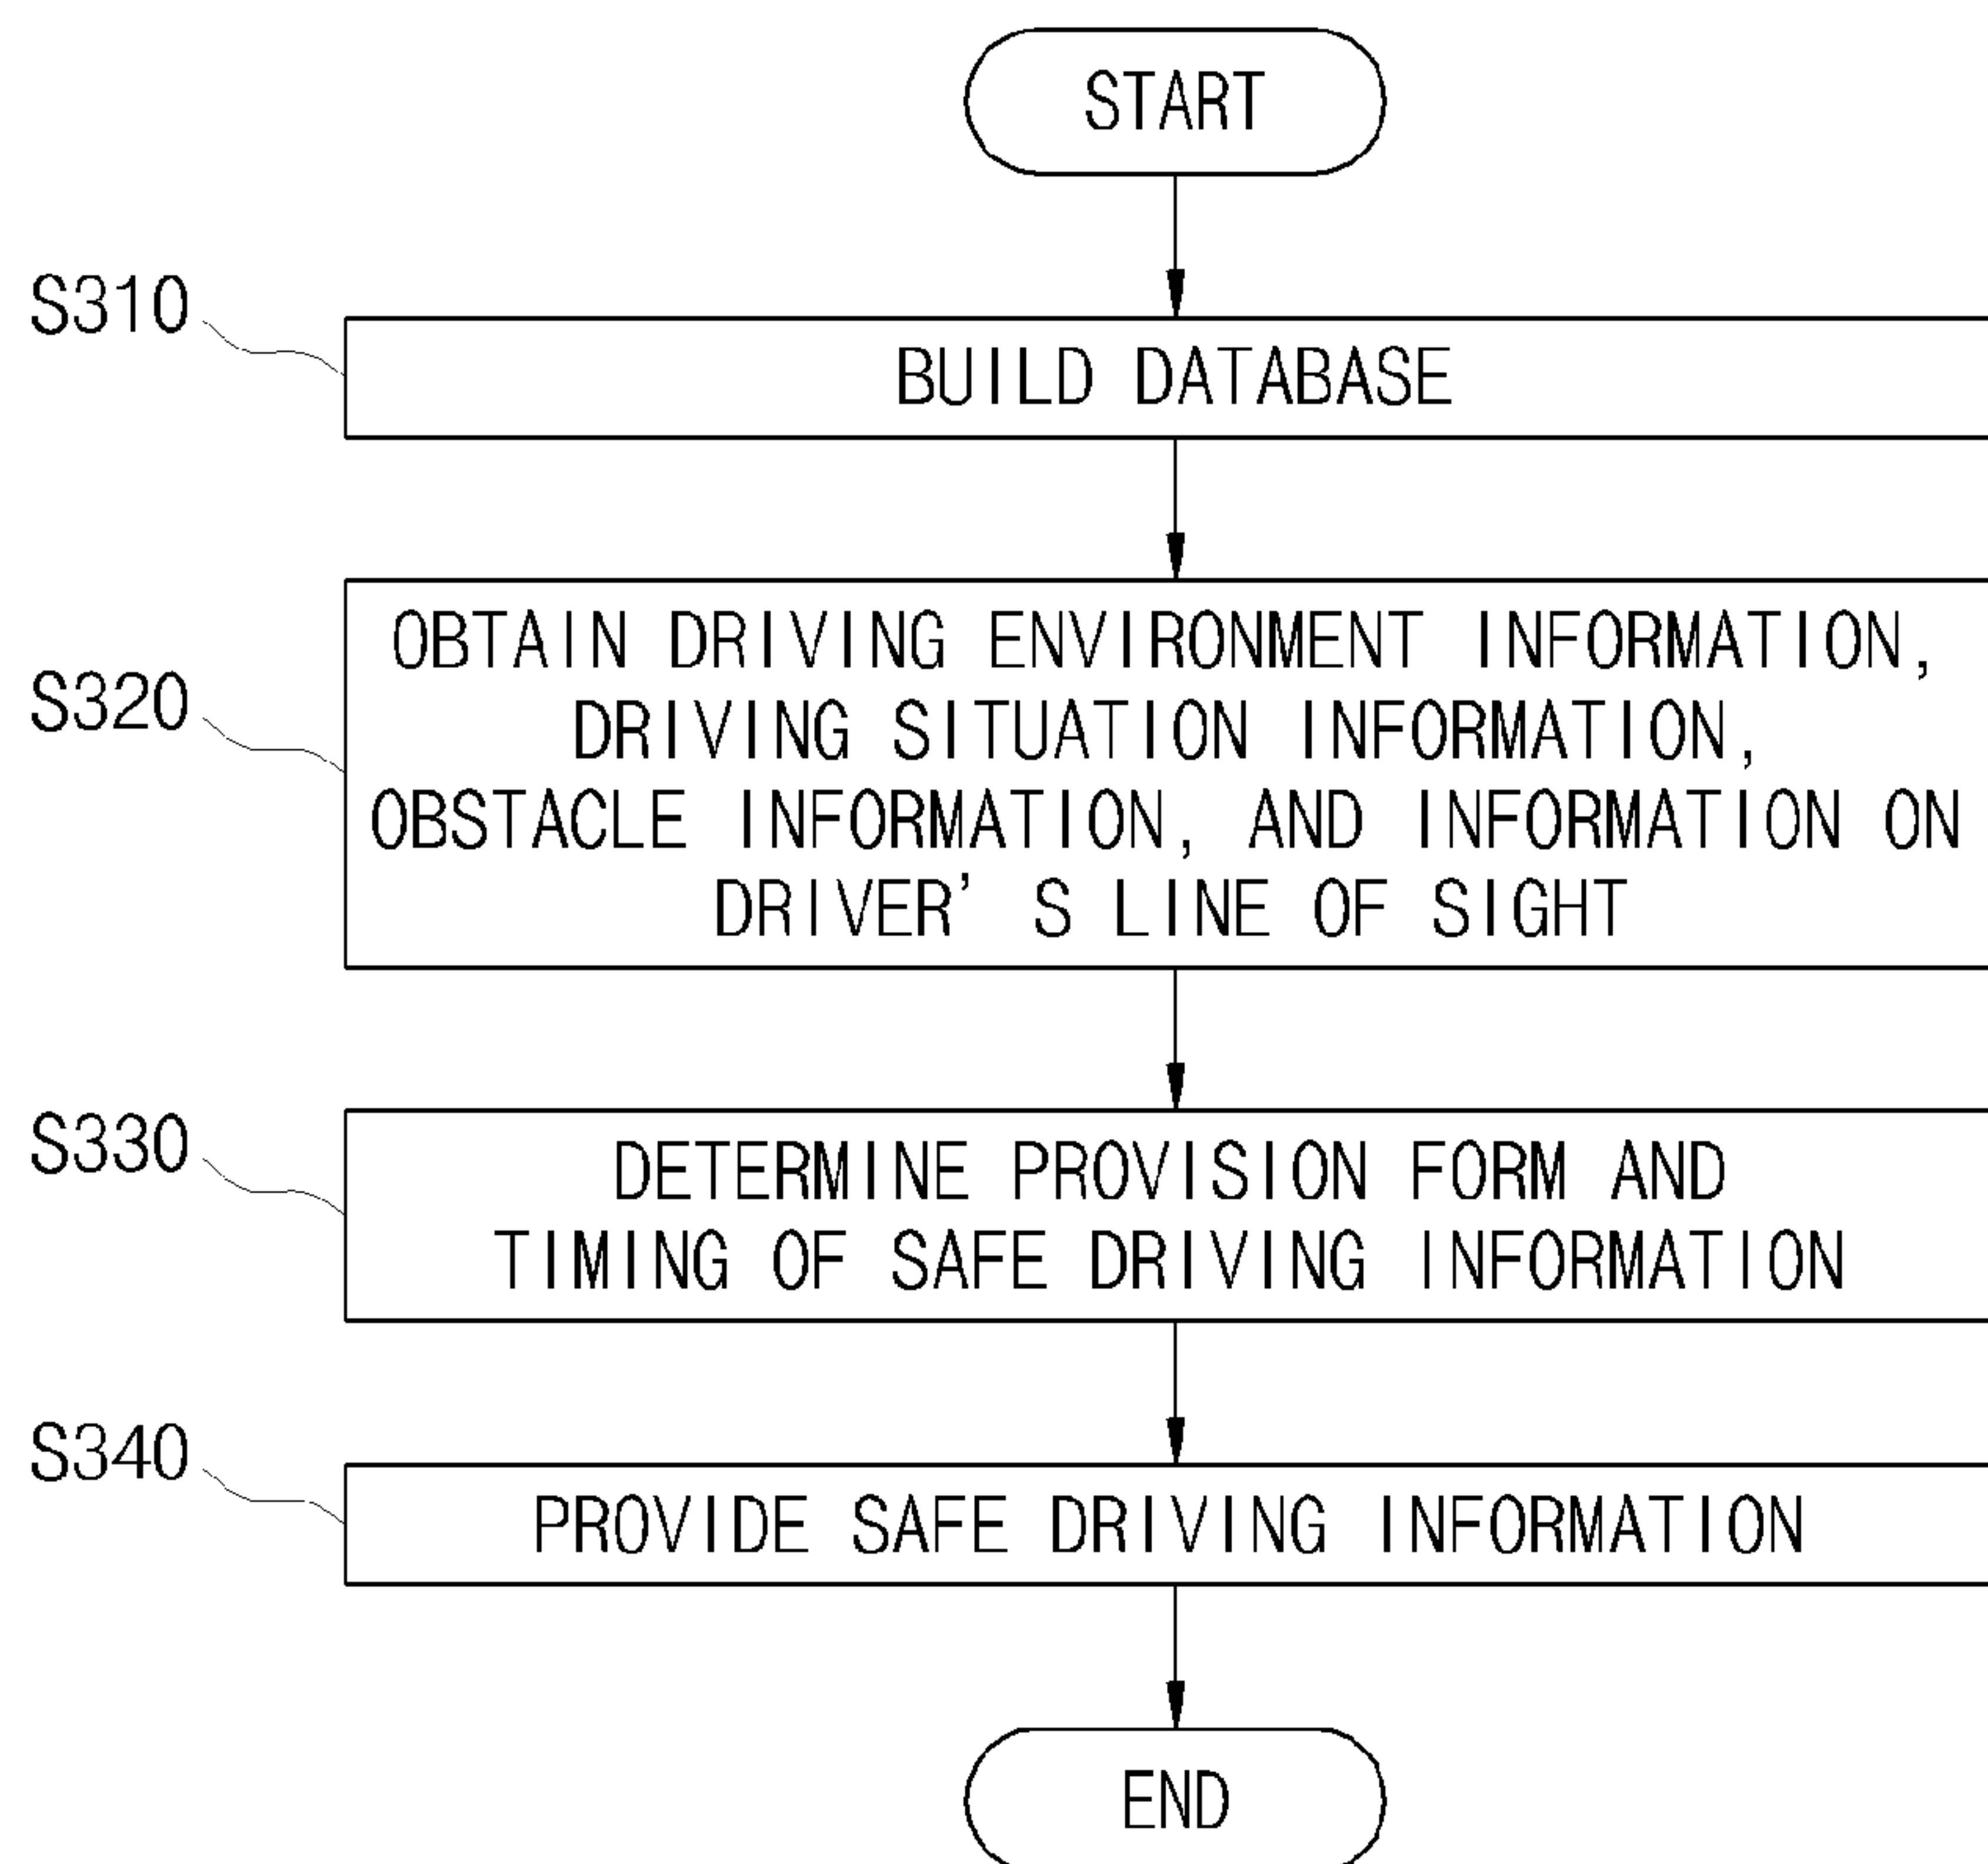 START
S310
BUILD DATABASE
S320
OBTAIN DRIVING ENVIRONMENT INFORMATION,
DRIVING SITUATION INFORMATION,
OBSTACLE INFORMATION, AND INFORMATION ON
DRIVER' S LINE OF SIGHT
S330
DETERMINE PROVISION FORM AND
TIMING OF SAFE DRIVING INFORMATION
S340
PROVIDE SAFE DRIVING INFORMATION
END